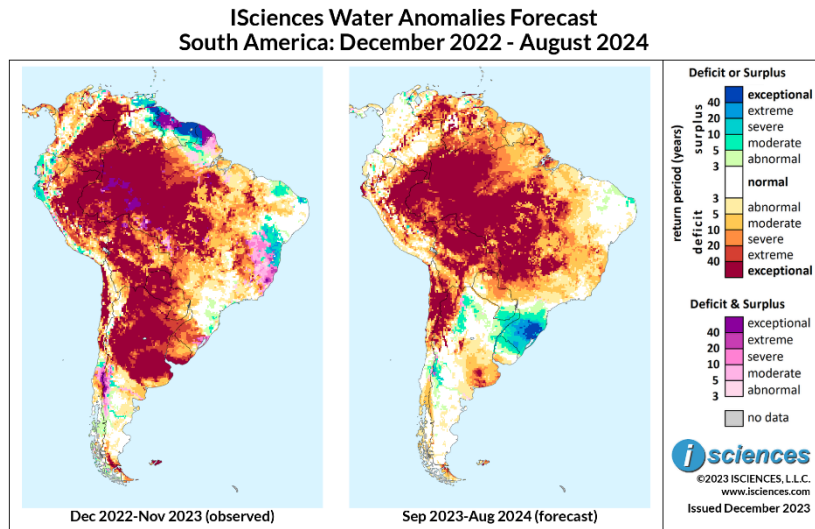 ISciences Water Anomalies Forecast
South America: December 2022 - August 2024
Dec 2022-Nov 2023 (observed)
Sep 2023-Aug 2024 (forecast)
Deficit or Surplus
return period (years)
surplus
deficit
exceptional
40
extreme
20
severe
10
moderate
5
abnormal
3
normal
3
abnormal
5
moderate
10
severe
20
extreme
40
exceptional
Deficit & Surplus
exceptional
40
extreme
20
severe
10
moderate
5
abnormal
3
no data
isciences
©2023 ISCIENCES, L.L.C.
www.isciences.com
Issued December 2023